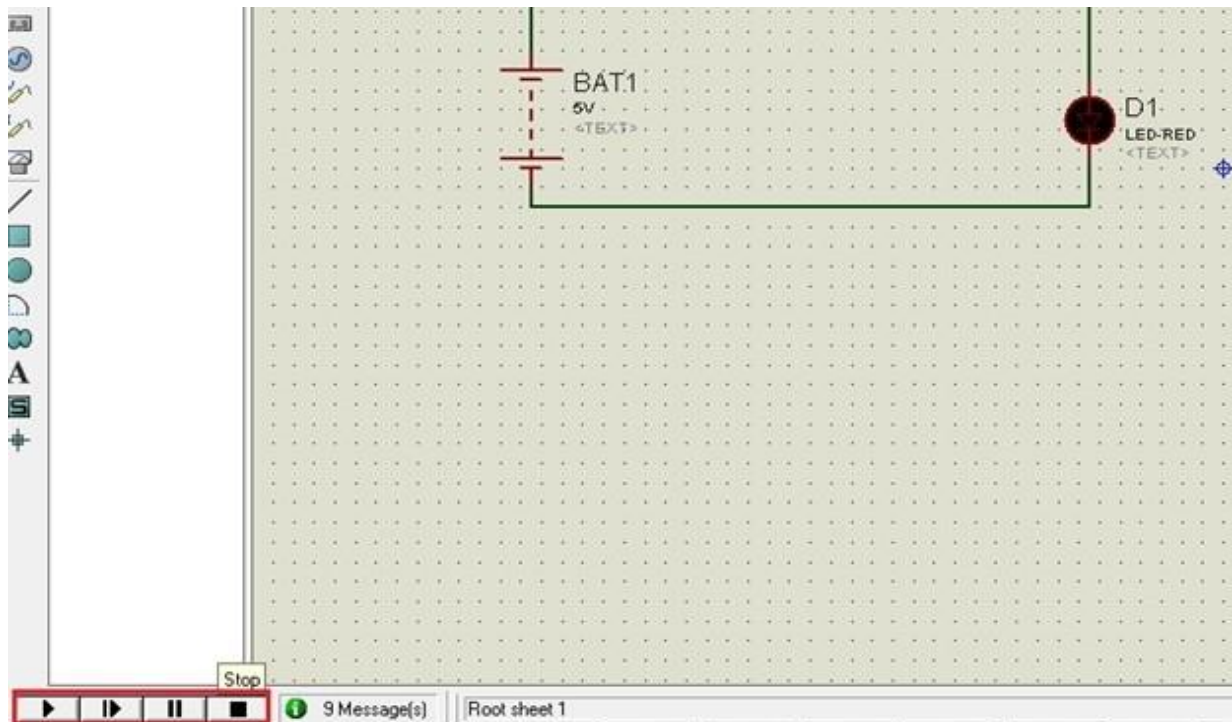 BAT1
5V
<TEXT>
D1
LED-RED
<TEXT>
A
S
Stop
9 Message(s)
Root sheet 1